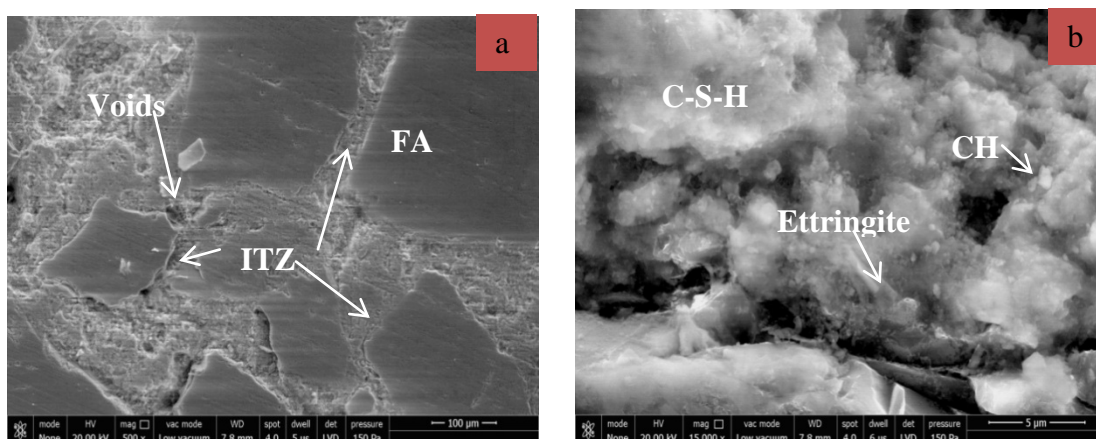 a
Voids
FA
ITZ
mode HV mag □ vac mode WD spot dwell det pressure
None 20.00 kV 500 x Low vacuum 7.8 mm 4.0 5 µs LVD 150 Pa
100 µm
b
C-S-H
CH
Ettringite
mode HV mag □ vac mode WD spot dwell det pressure
None 20.00 kV 15,000 x Low vacuum 7.8 mm 4.0 6 µs LVD 150 Pa
5 µm